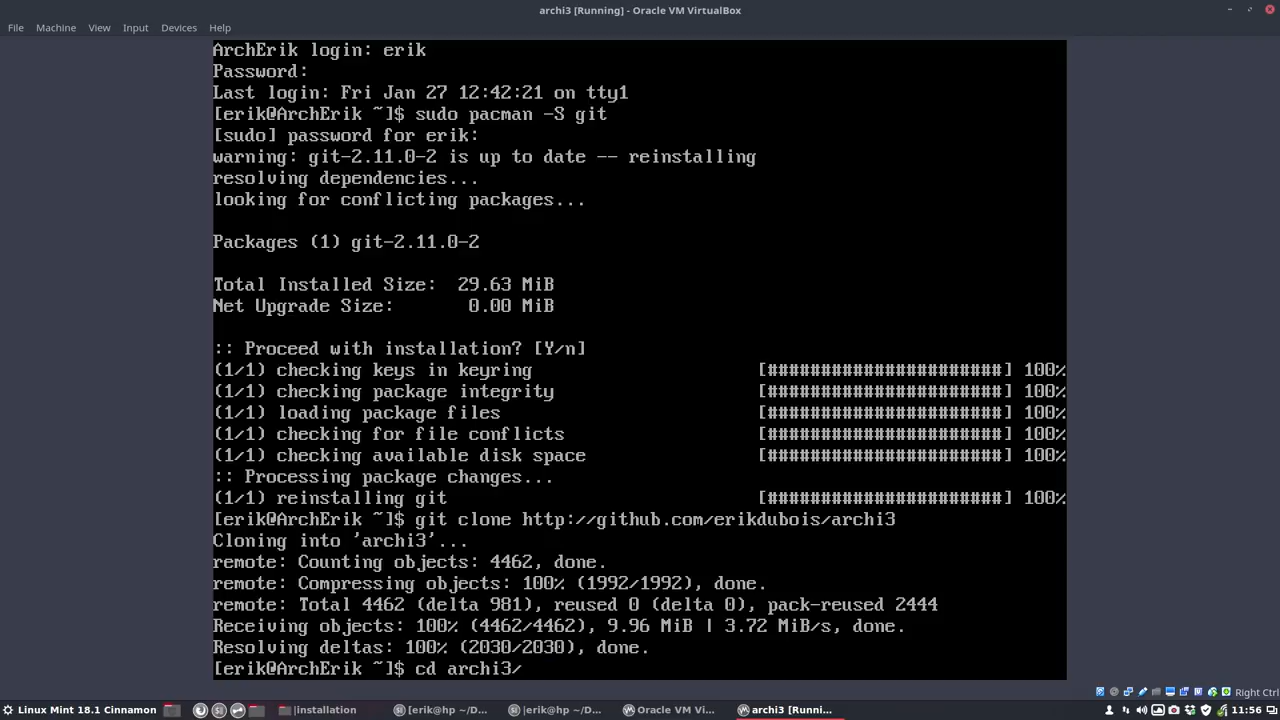 archi3 [Running] - Oracle VM VirtualBox
File Machine View Input Devices Help
ArchErik login: erik
Password:
Last login: Fri Jan 27 12:42:21 on tty1
[erik@ArchErik ~]$ sudo pacman -S git
[sudo] password for erik:
warning: git-2.11.0-2 is up to date -- reinstalling
resolving dependencies...
looking for conflicting packages...
Packages (1) git-2.11.0-2
Total Installed Size:  29.63 MiB
Net Upgrade Size:       0.00 MiB
:: Proceed with installation? [Y/n]
(1/1) checking keys in keyring [######################] 100%
(1/1) checking package integrity [######################] 100%
(1/1) loading package files [######################] 100%
(1/1) checking for file conflicts [######################] 100%
(1/1) checking available disk space [######################] 100%
:: Processing package changes...
(1/1) reinstalling git [######################] 100%
[erik@ArchErik ~]$ git clone http://github.com/erikdubois/archi3
Cloning into 'archi3'...
remote: Counting objects: 4462, done.
remote: Compressing objects: 100% (1992/1992), done.
remote: Total 4462 (delta 981), reused 0 (delta 0), pack-reused 2444
Receiving objects: 100% (4462/4462), 9.96 MiB | 3.72 MiB/s, done.
Resolving deltas: 100% (2030/2030), done.
[erik@ArchErik ~]$ cd archi3/
Right Ctrl
Linux Mint 18.1 Cinnamon |installation [erik@hp ~/D... |erik@hp ~/D... Oracle VM Vi... archi3 [Runni... 11:56